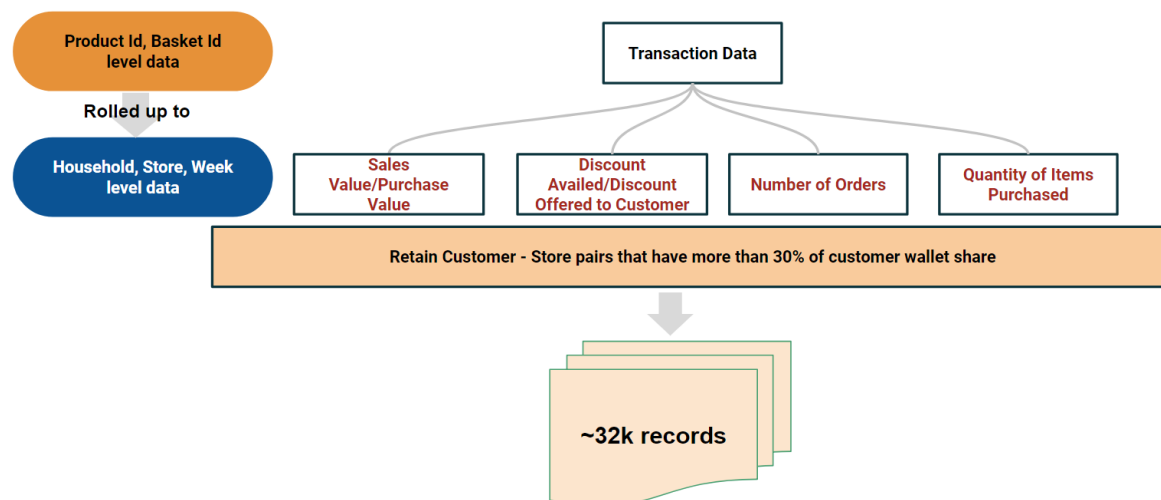 Product Id, Basket Id
level data
Rolled up to
Household, Store, Week
level data
Transaction Data
Sales
Value/Purchase
Value
Discount
Availed/Discount
Offered to Customer
Number of Orders
Quantity of Items
Purchased
Retain Customer - Store pairs that have more than 30% of customer wallet share
~32k records